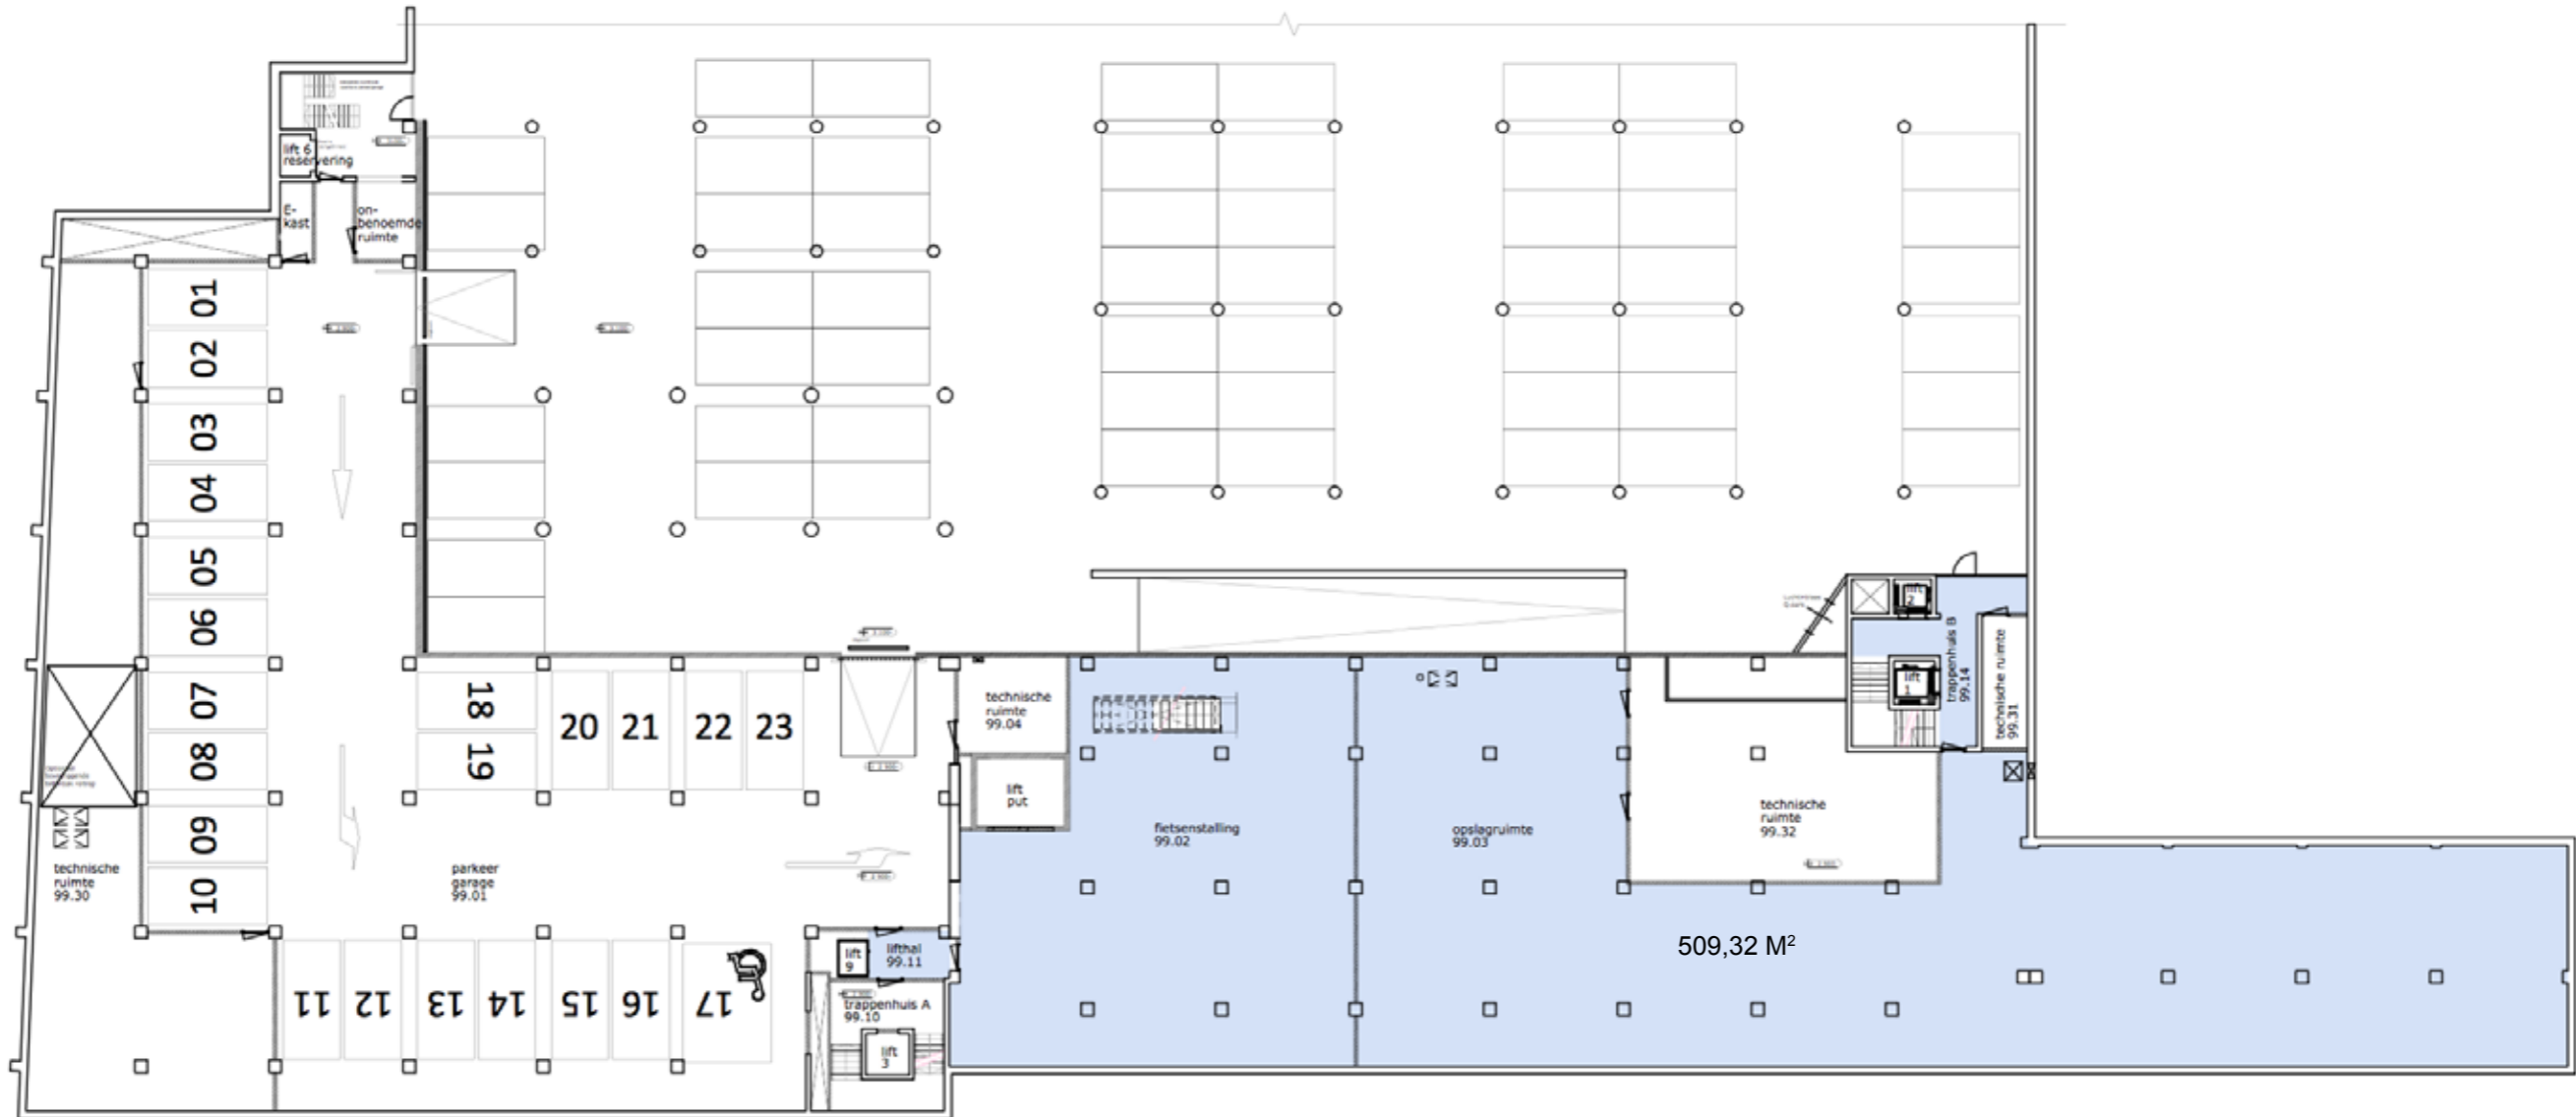 lift 6
reservering
E-
kast
on-
benoemde
ruimte
01
02
03
04
05
06
07
08
09
10
18
19
20
21
22
23
technische
ruimte
99.04
lift
put
technische
ruimte
99.30
parkeer
garage
99.01
fietsenstalling
99.02
opslagruimte
99.03
technische
ruimte
99.32
lift
2
lift
1
trappenhuis B
99.14
technische ruimte
99.31
509,32 M²
lift
9
lifthal
99.11
11
12
13
14
15
16
17
trappenhuis A
99.10
lift
3